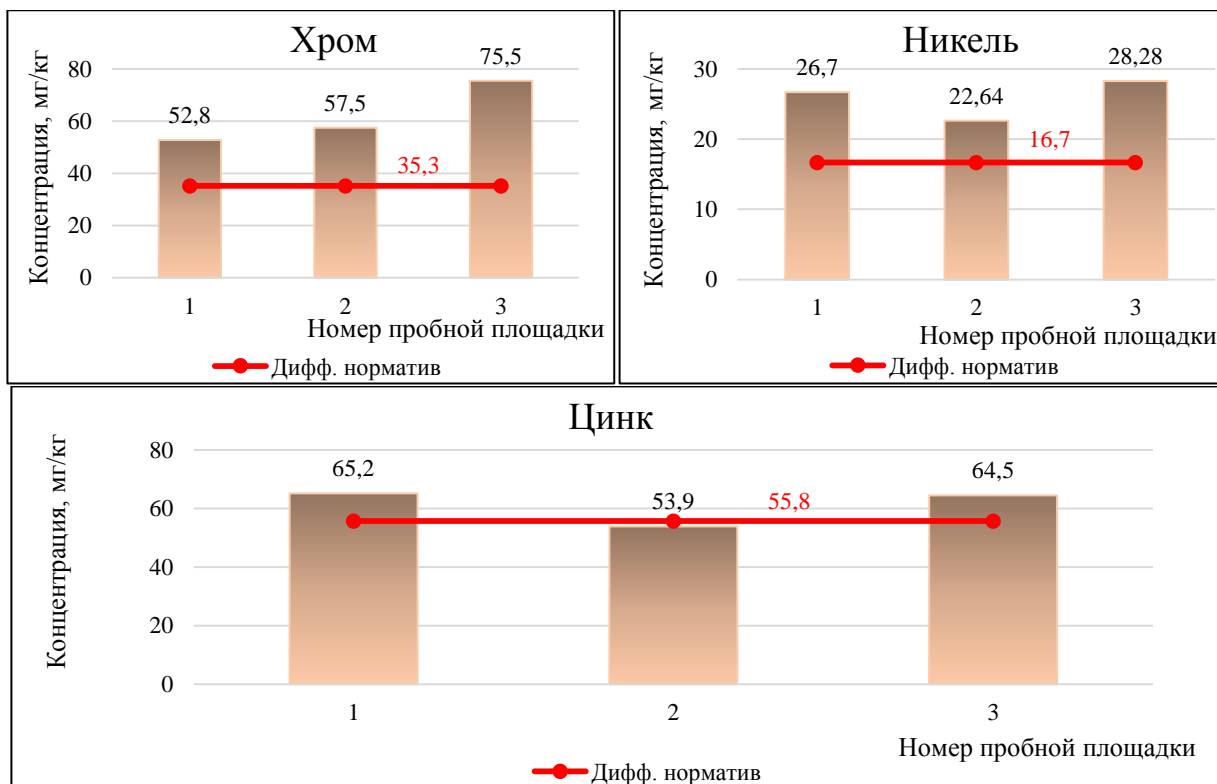 Хром
Концентрация, мг/кг
80
60
40
20
0
52,8
57,5
75,5
35,3
1
2
3
Номер пробной площадки
Дифф. норматив
Никель
Концентрация, мг/кг
30
20
10
0
26,7
22,64
28,28
16,7
1
2
3
Номер пробной площадки
Дифф. норматив
Цинк
Концентрация, мг/кг
80
60
40
20
0
65,2
53,9
55,8
64,5
1
2
3
Номер пробной площадки
Дифф. норматив